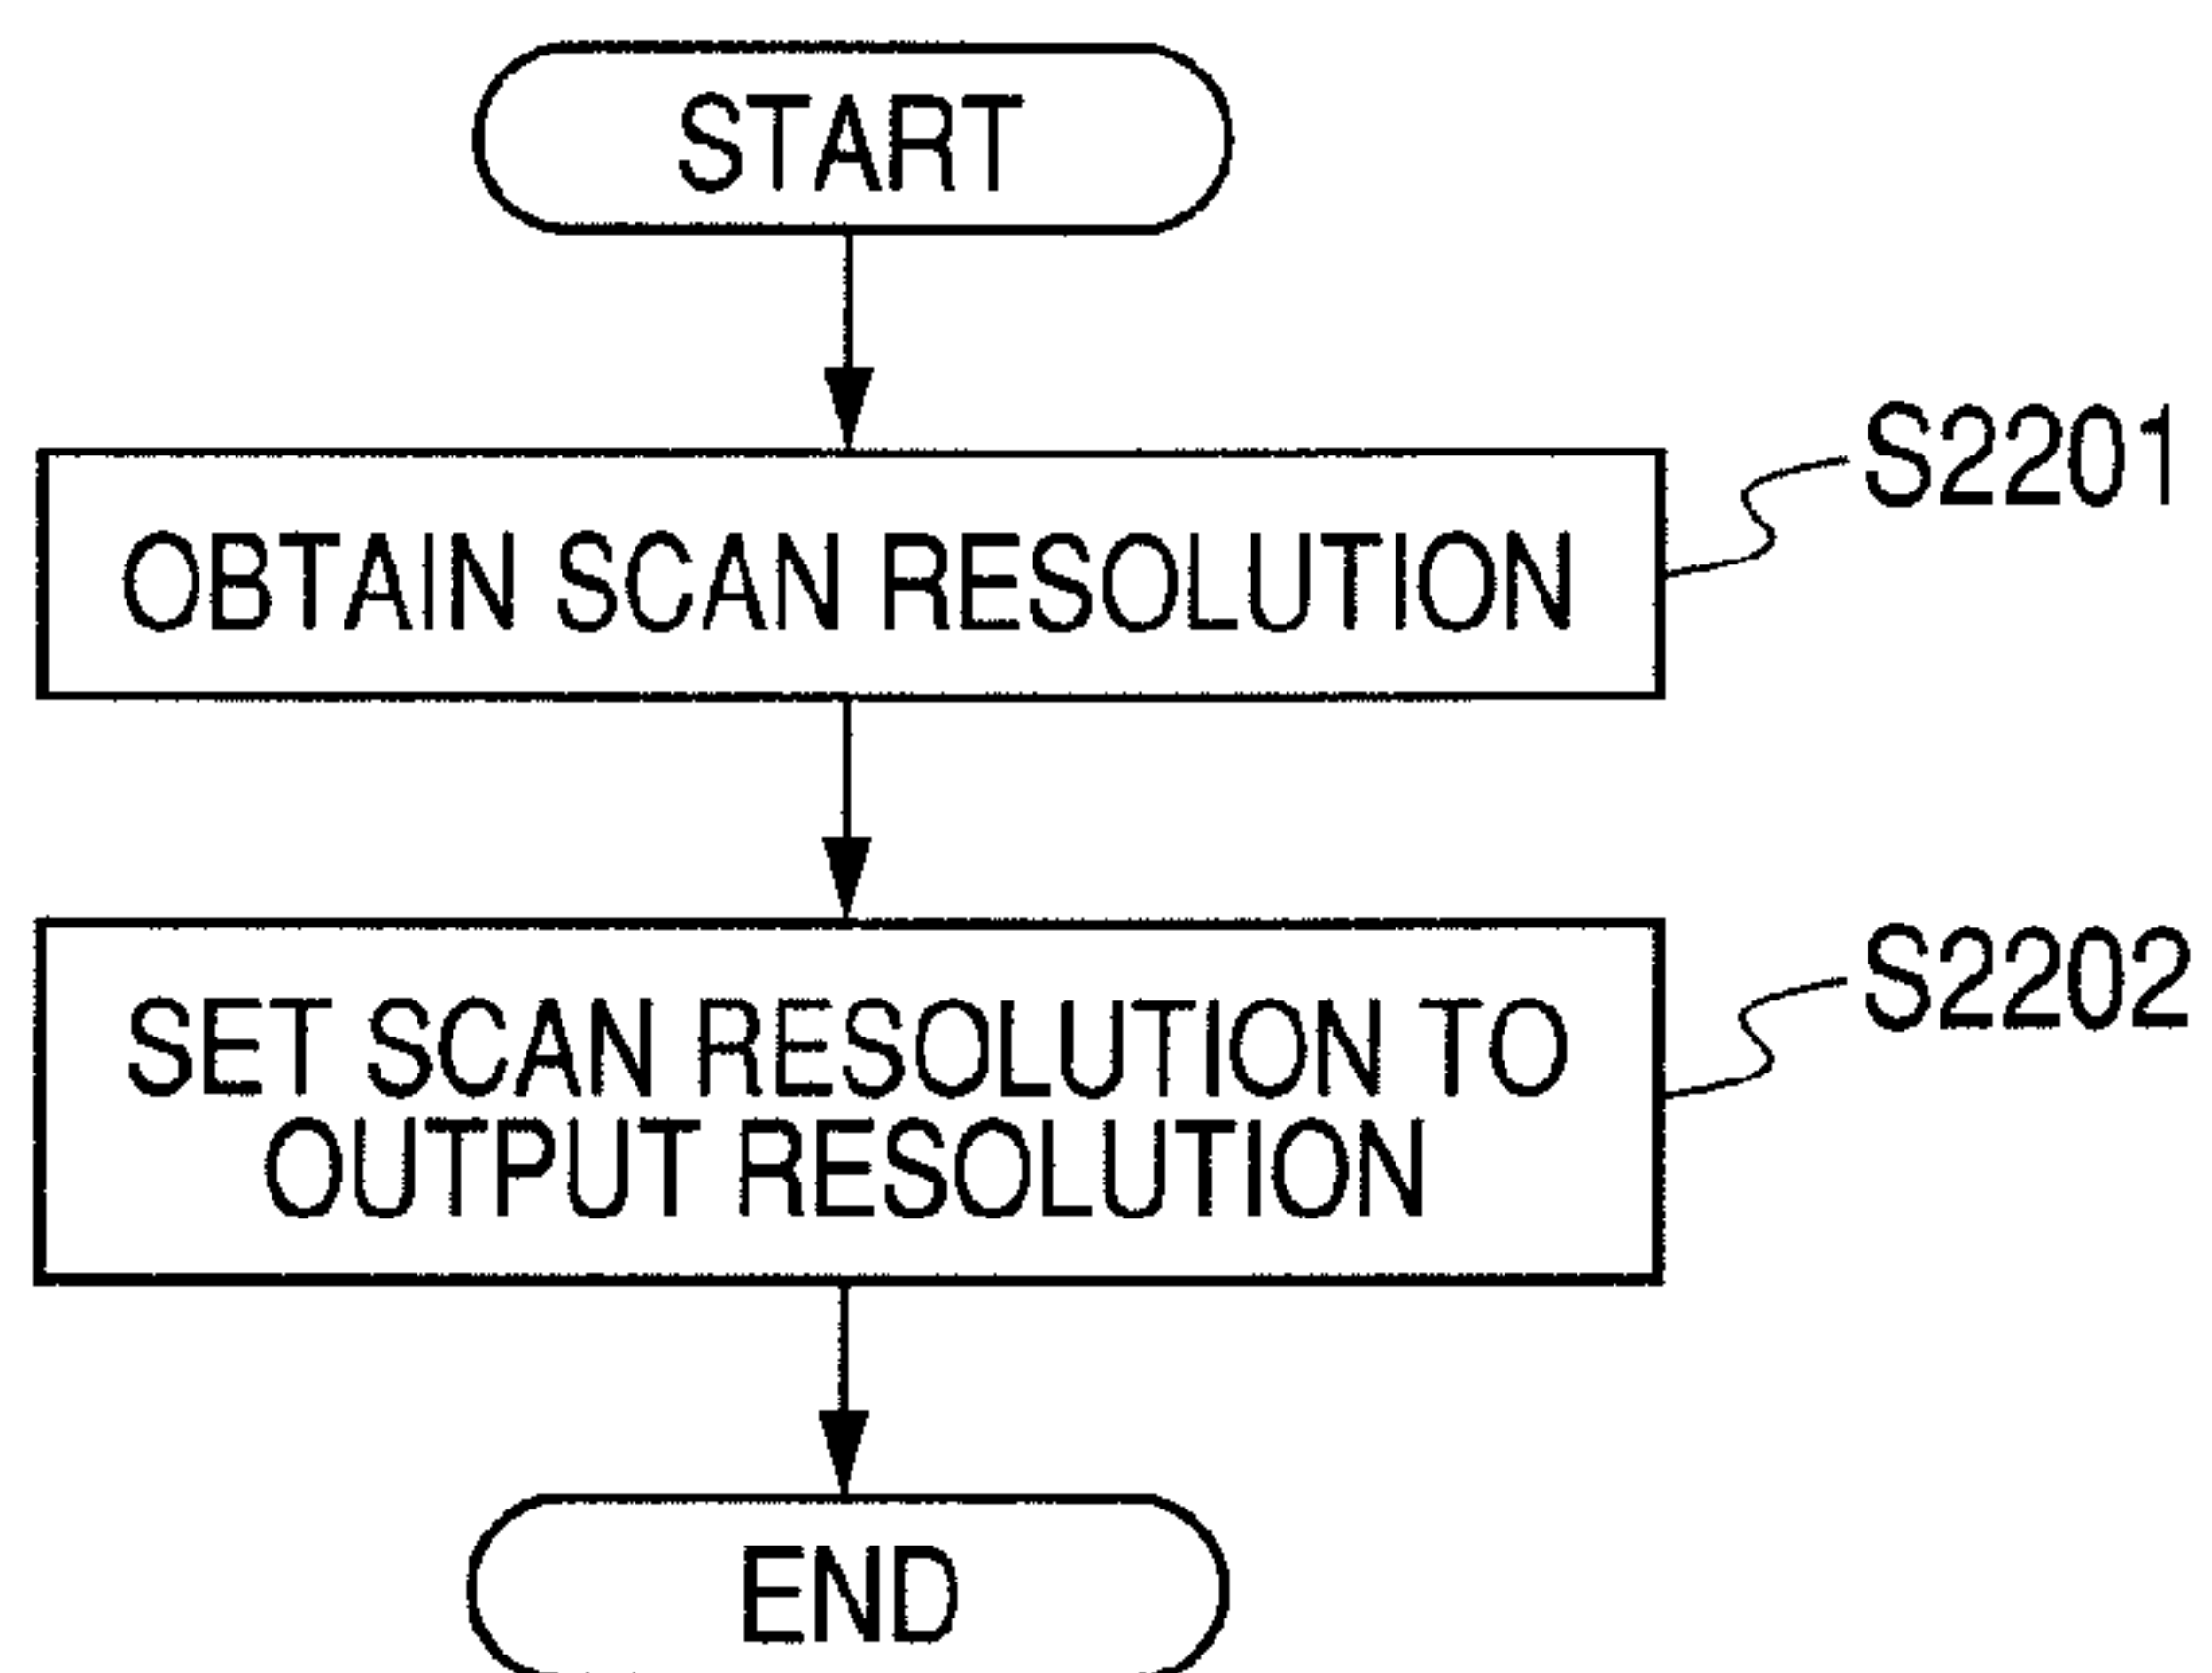 START
S2201
OBTAIN SCAN RESOLUTION
S2202
SET SCAN RESOLUTION TO
OUTPUT RESOLUTION
END